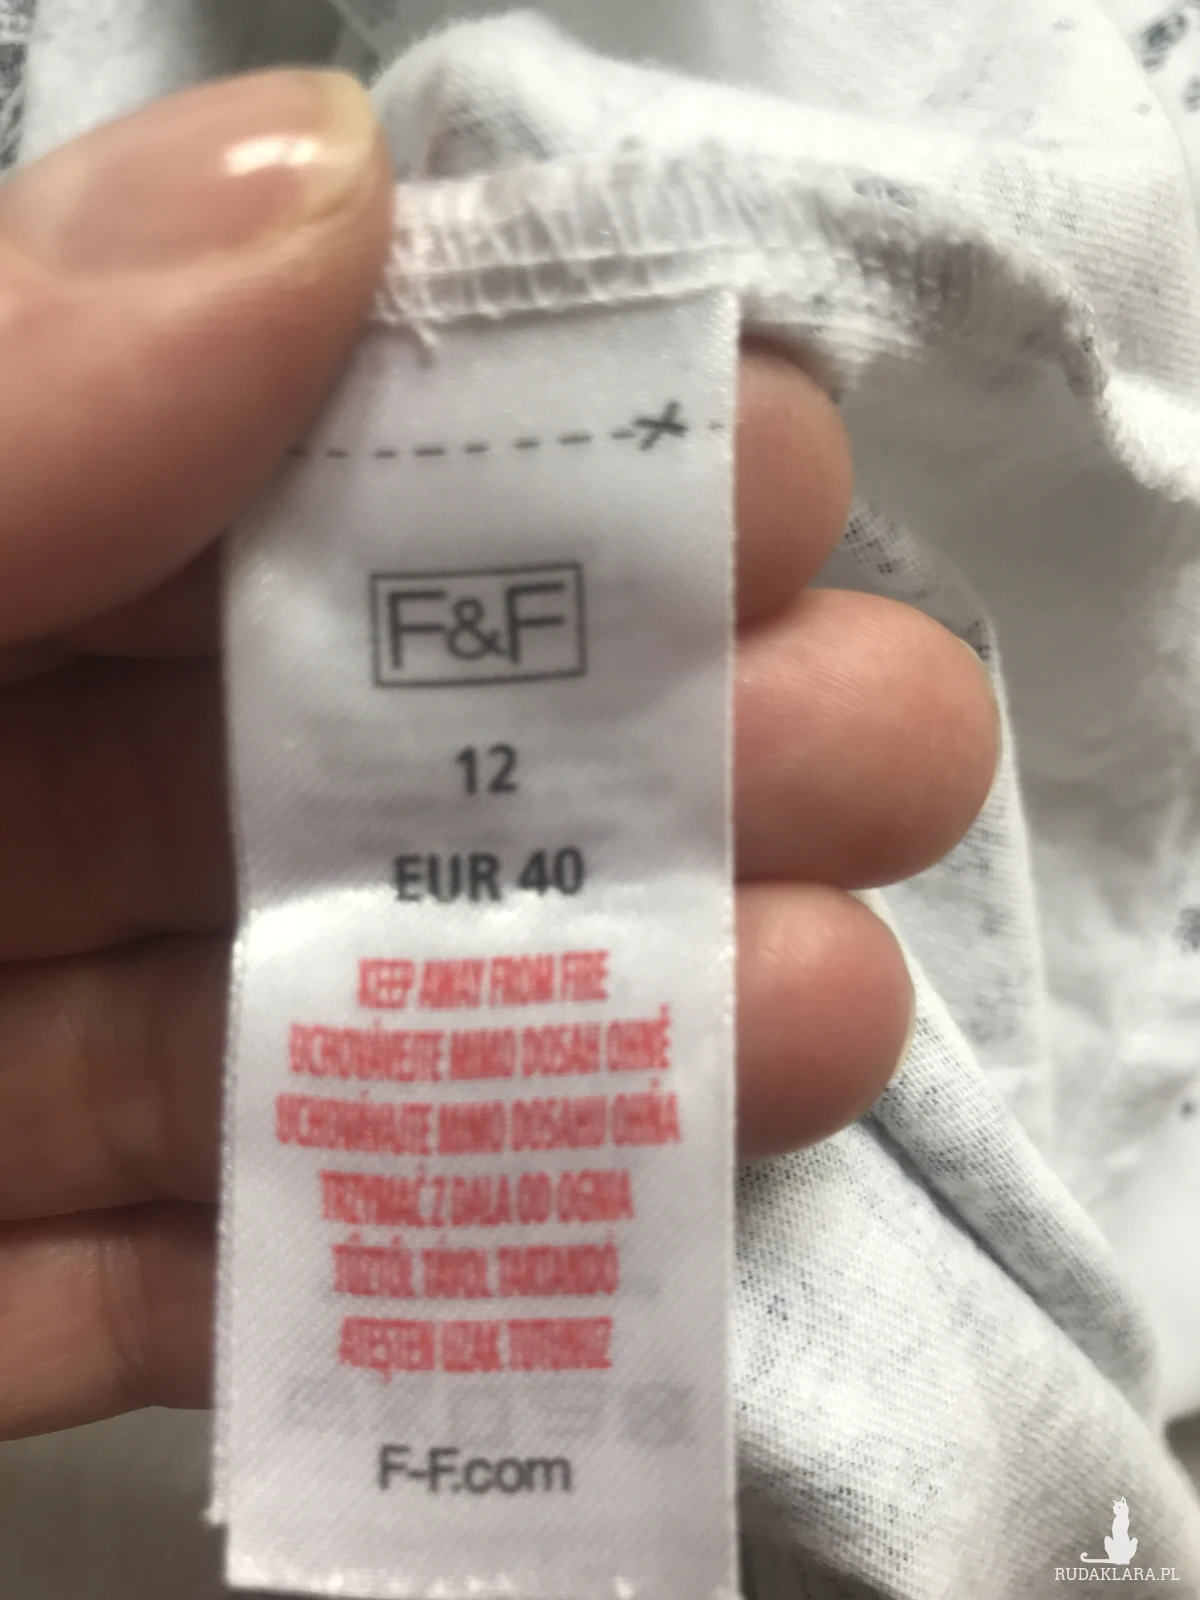 F&F
12
EUR 40
KEEP AWAY FROM FIRE
UCHOVÁVEJTE MIMO DOSAH OHNĚ
UCHOVÁVAJTE MIMO DOSAHU OHŇA
TRZYMAĆ Z DALA OD OGNIA
TŰZTŐL TÁVOL TARTANDÓ
ATEŞTEN UZAK TUTUNUZ
F-F.com
RUDAKLARA.PL